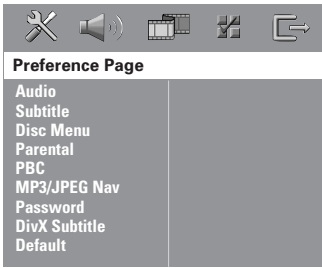 Preference Page
Audio
Subtitle
Disc Menu
Parental
PBC
MP3/JPEG Nav
Password
DivX Subtitle
Default